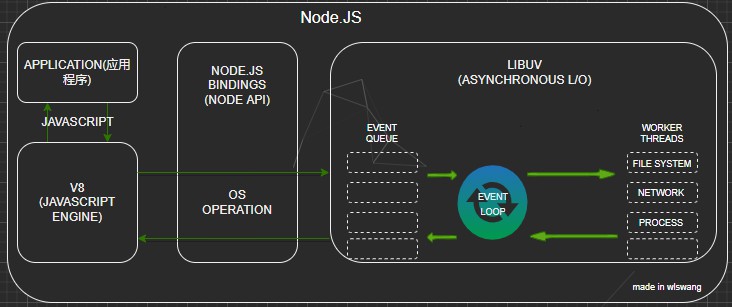 Node.JS
APPLICATION(应用
程序)
JAVASCRIPT
V8
(JAVASCRIPT
ENGINE)
NODE.JS
BINDINGS
(NODE API)
OS
OPERATION
LIBUV
(ASYNCHRONOUS L/O)
EVENT
QUEUE
EVENT
LOOP
WORKER
THREADS
FILE SYSTEM
NETWORK
PROCESS
made in wlswang